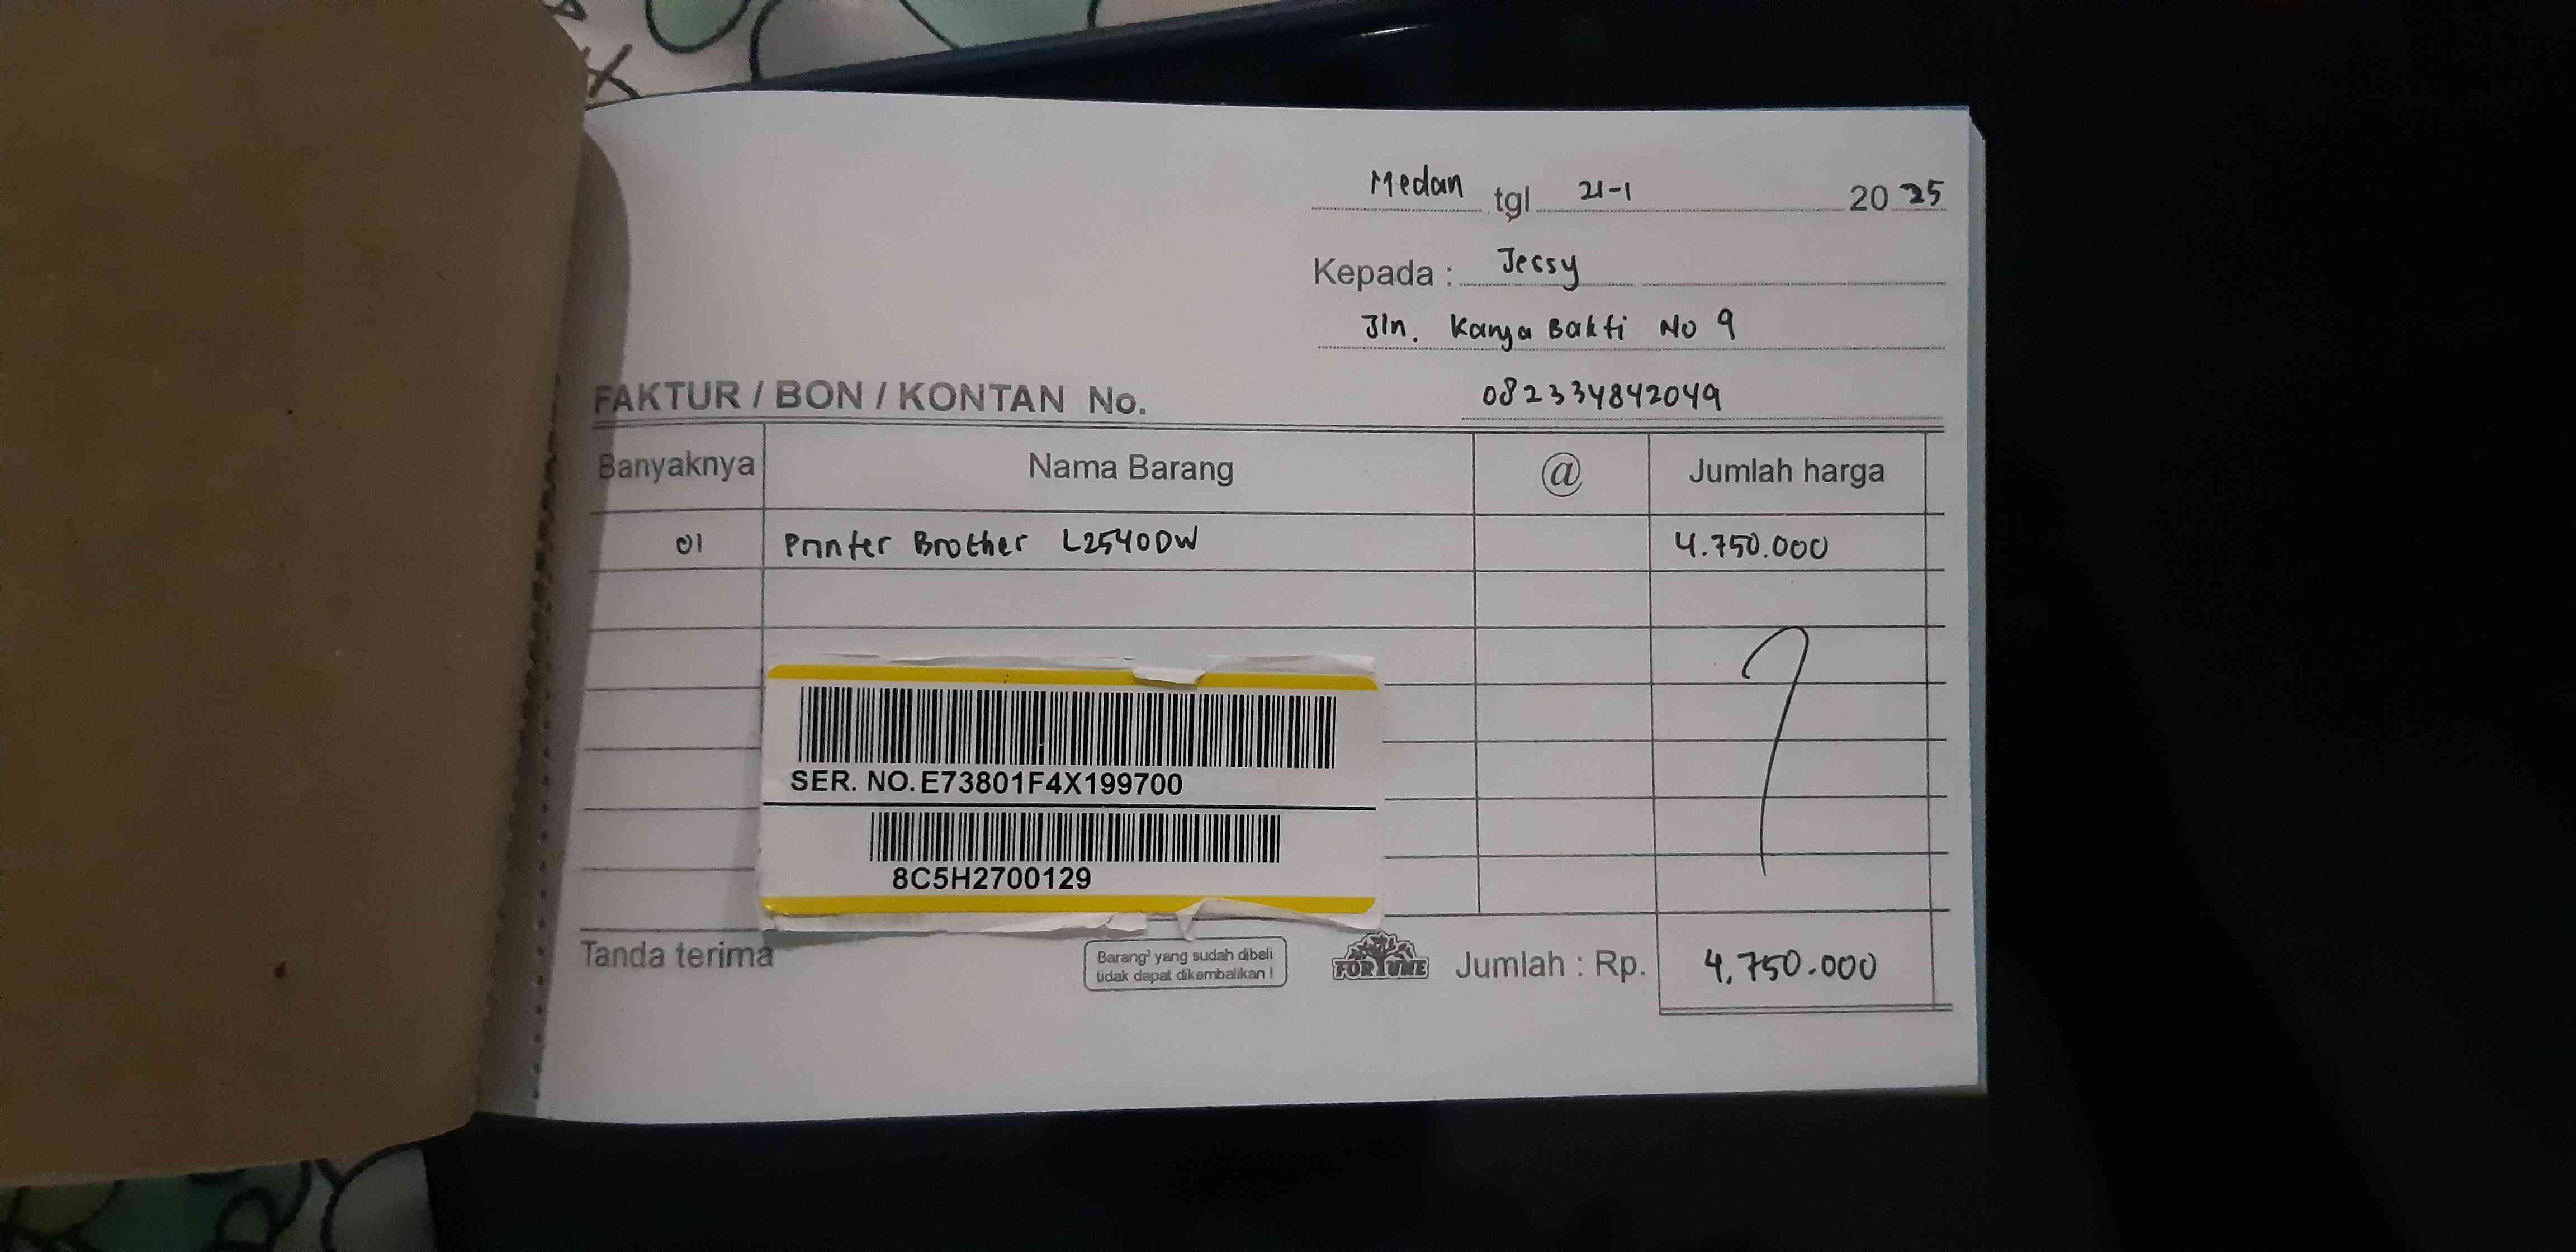 Medan tgl 21-1 2025
Kepada : Jessy
Jln. Karya Bakti No 9
FAKTUR / BON / KONTAN No. 082334842049
Banyaknya Nama Barang @ Jumlah harga
01 Printer Brother L2540DW 4.750.000
SER. NO. E73801F4X199700
8C5H2700129
Tanda terima
Barang² yang sudah dibeli
tidak dapat dikembalikan !
FORTUNE
Jumlah : Rp. 4.750.000